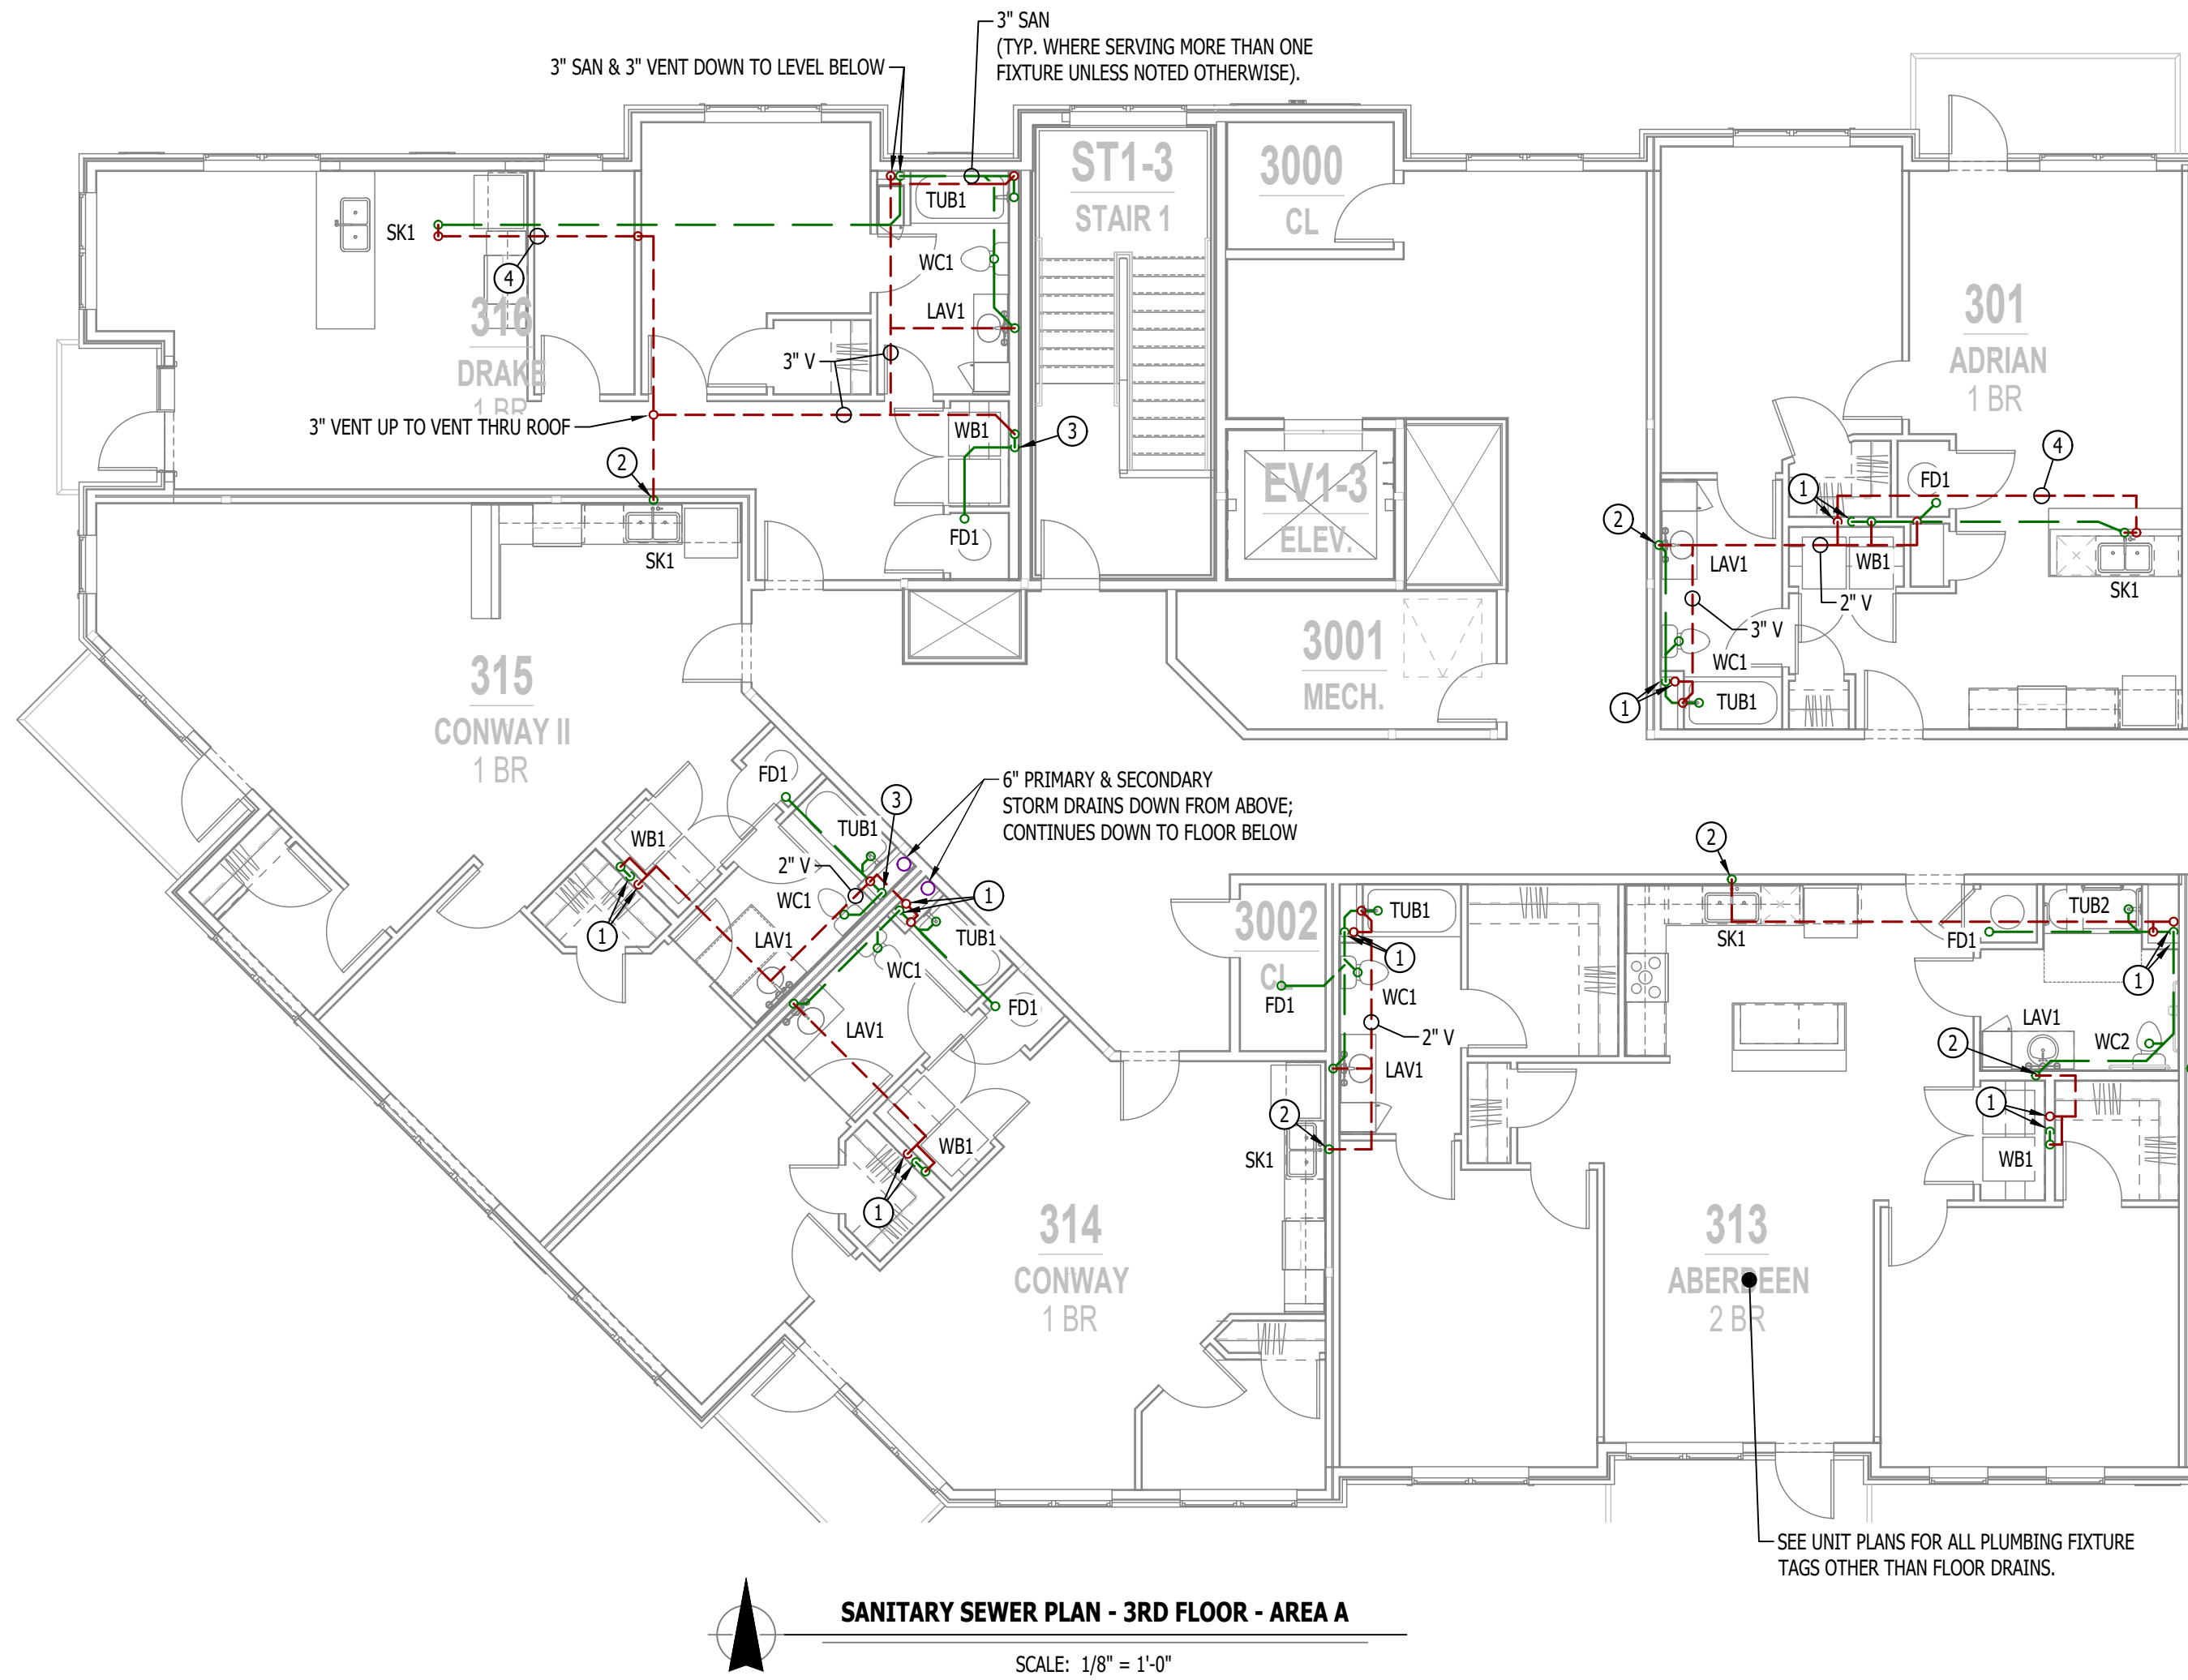 3" SAN
(TYP. WHERE SERVING MORE THAN ONE
FIXTURE UNLESS NOTED OTHERWISE).
3" SAN & 3" VENT DOWN TO LEVEL BELOW
ST1-3
STAIR 1
3000
CL
TUB1
SK1
WC1
4
LAV1
316
DRAKE
1 BR
3" V
3" VENT UP TO VENT THRU ROOF
WB1
3
2
FD1
SK1
EV1-3
ELEV.
301
ADRIAN
1 BR
4
FD1
1
2
LAV1
WB1
SK1
2" V
3" V
WC1
1
TUB1
3001
MECH.
315
CONWAY II
1 BR
FD1
6" PRIMARY & SECONDARY
STORM DRAINS DOWN FROM ABOVE;
CONTINUES DOWN TO FLOOR BELOW
3
TUB1
WB1
2" V
WC1
1
1
LAV1
TUB1
WC1
FD1
LAV1
WB1
1
314
CONWAY
1 BR
3002
CL
TUB1
1
FD1
WC1
2" V
LAV1
2
SK1
2
SK1
FD1
TUB2
1
LAV1
WC2
2
1
WB1
313
ABERDEEN
2 BR
SEE UNIT PLANS FOR ALL PLUMBING FIXTURE
TAGS OTHER THAN FLOOR DRAINS.
SANITARY SEWER PLAN - 3RD FLOOR - AREA A
SCALE: 1/8" = 1'-0"